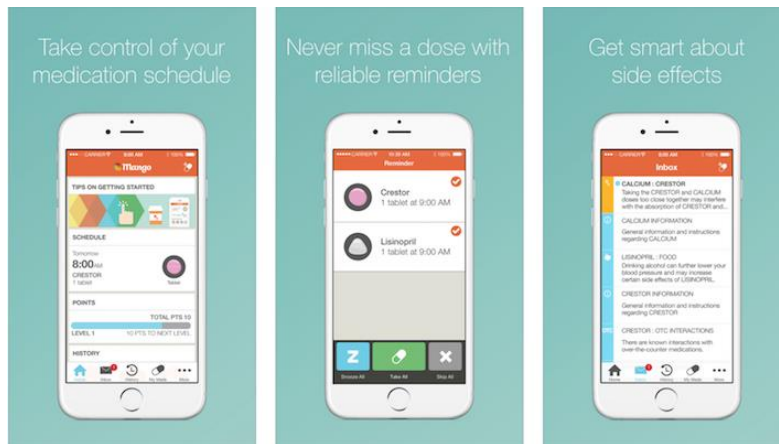 Take control of your
medication schedule
CARRIER
100%
Mango
TIPS ON GETTING STARTED
SCHEDULE
Tomorrow
8:00AM
CRESTOR
1 tablet
POINTS
TOTAL PTS 10
LEVEL 1
10 PTS TO NEXT LEVEL
HISTORY
Home
Inbox
History
My Meds
More
Never miss a dose with
reliable reminders
CARRIER
100%
Reminder
Crestor
1 tablet at 9:00 AM
Lisinopril
1 tablet at 9:00 AM
Z
Snooze All
Take All
Skip All
Get smart about
side effects
CARRIER
100%
Inbox
CALCIUM : CRESTOR
Taking the CRESTOR and CALCIUM
doses too close together may interfere
with the absorption of CRESTOR and...
CALCIUM INFORMATION
General information and instructions
regarding CALCIUM
LISINOPRIL : FOOD
Drinking alcohol can further lower your
blood pressure and may increase
certain side effects of LISINOPRIL.
CRESTOR INFORMATION
General information and instructions
regarding CRESTOR
CRESTOR : OTC INTERACTIONS
There are known interactions with
over-the-counter medications.
Home
Inbox
History
My Meds
More